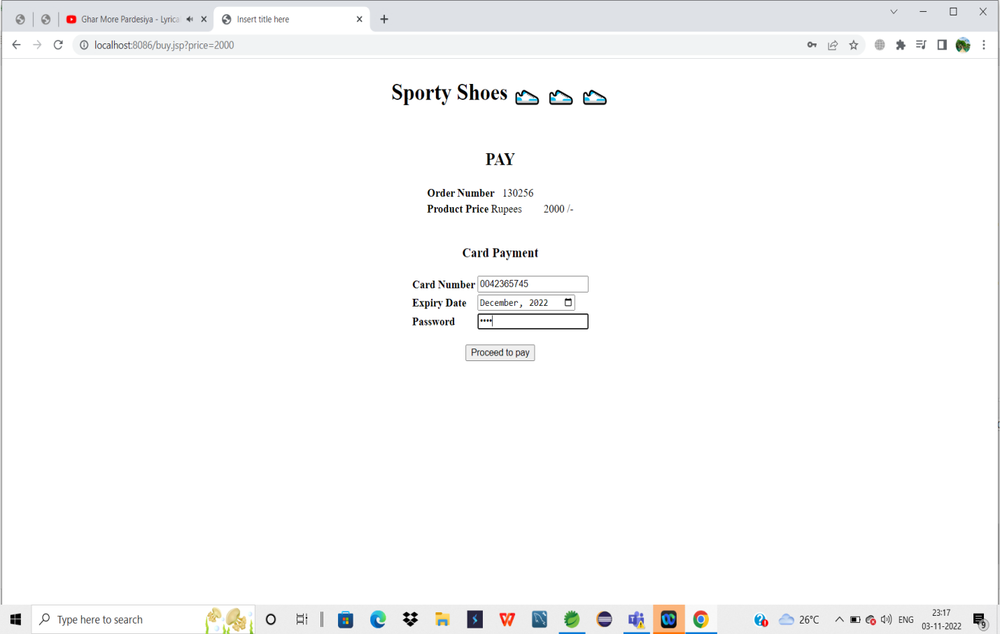 Ghar More Pardesiya - Lyrica
Insert title here
localhost:8086/buy.jsp?price=2000
Sporty Shoes
PAY
Order Number 130256
Product Price Rupees 2000 /-
Card Payment
Card Number 0042365745
Expiry Date December, 2022
Password ••••
Proceed to pay
Type here to search
26°C
ENG
23:17
03-11-2022
9